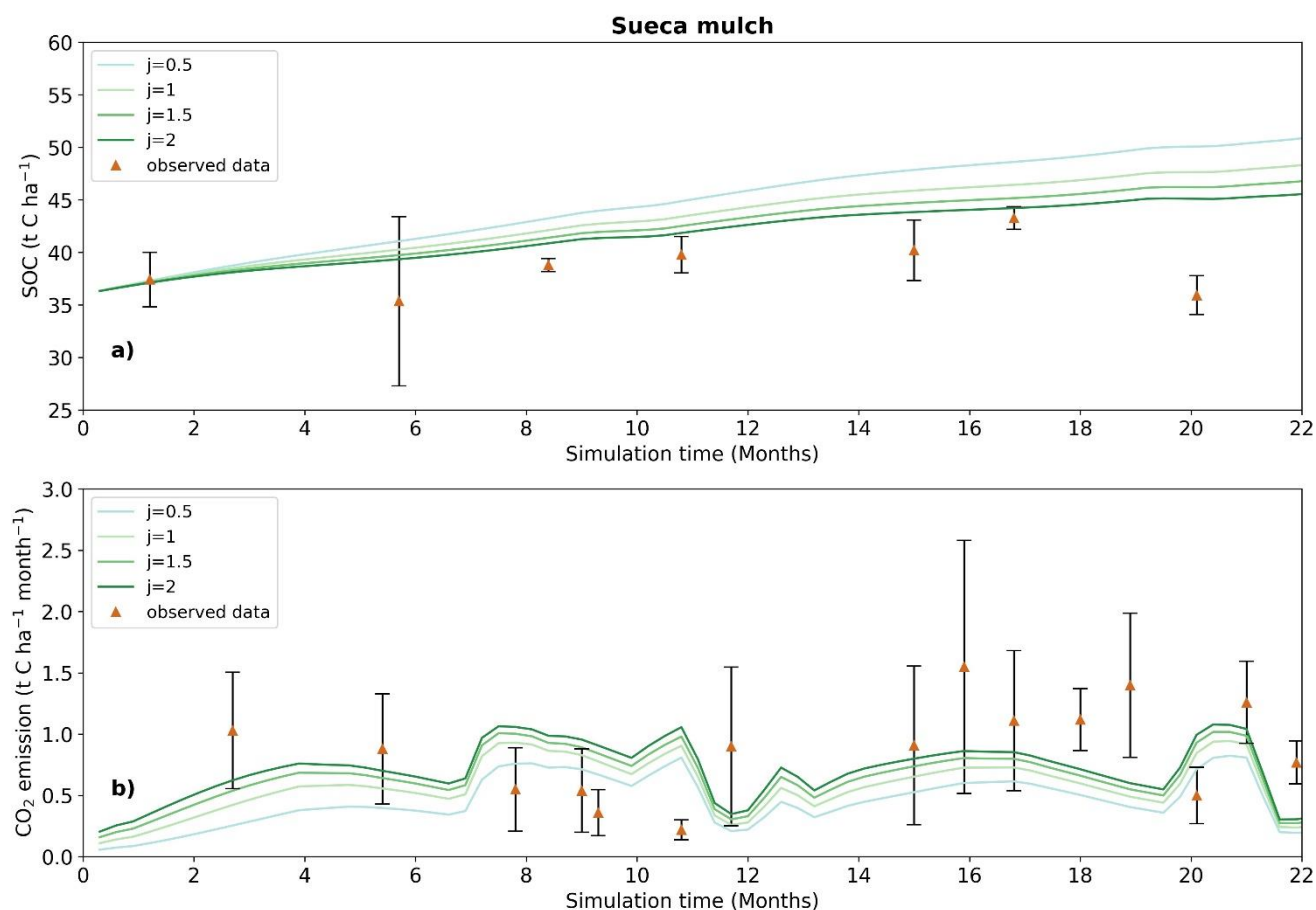 Sueca mulch
60
55
50
45
40
35
30
25
SOC (t C ha⁻¹)
j=0.5
j=1
j=1.5
j=2
observed data
a)
0 2 4 6 8 10 12 14 16 18 20 22
Simulation time (Months)
3.0
2.5
2.0
1.5
1.0
0.5
0.0
CO₂ emission (t C ha⁻¹ month⁻¹)
j=0.5
j=1
j=1.5
j=2
observed data
b)
0 2 4 6 8 10 12 14 16 18 20 22
Simulation time (Months)